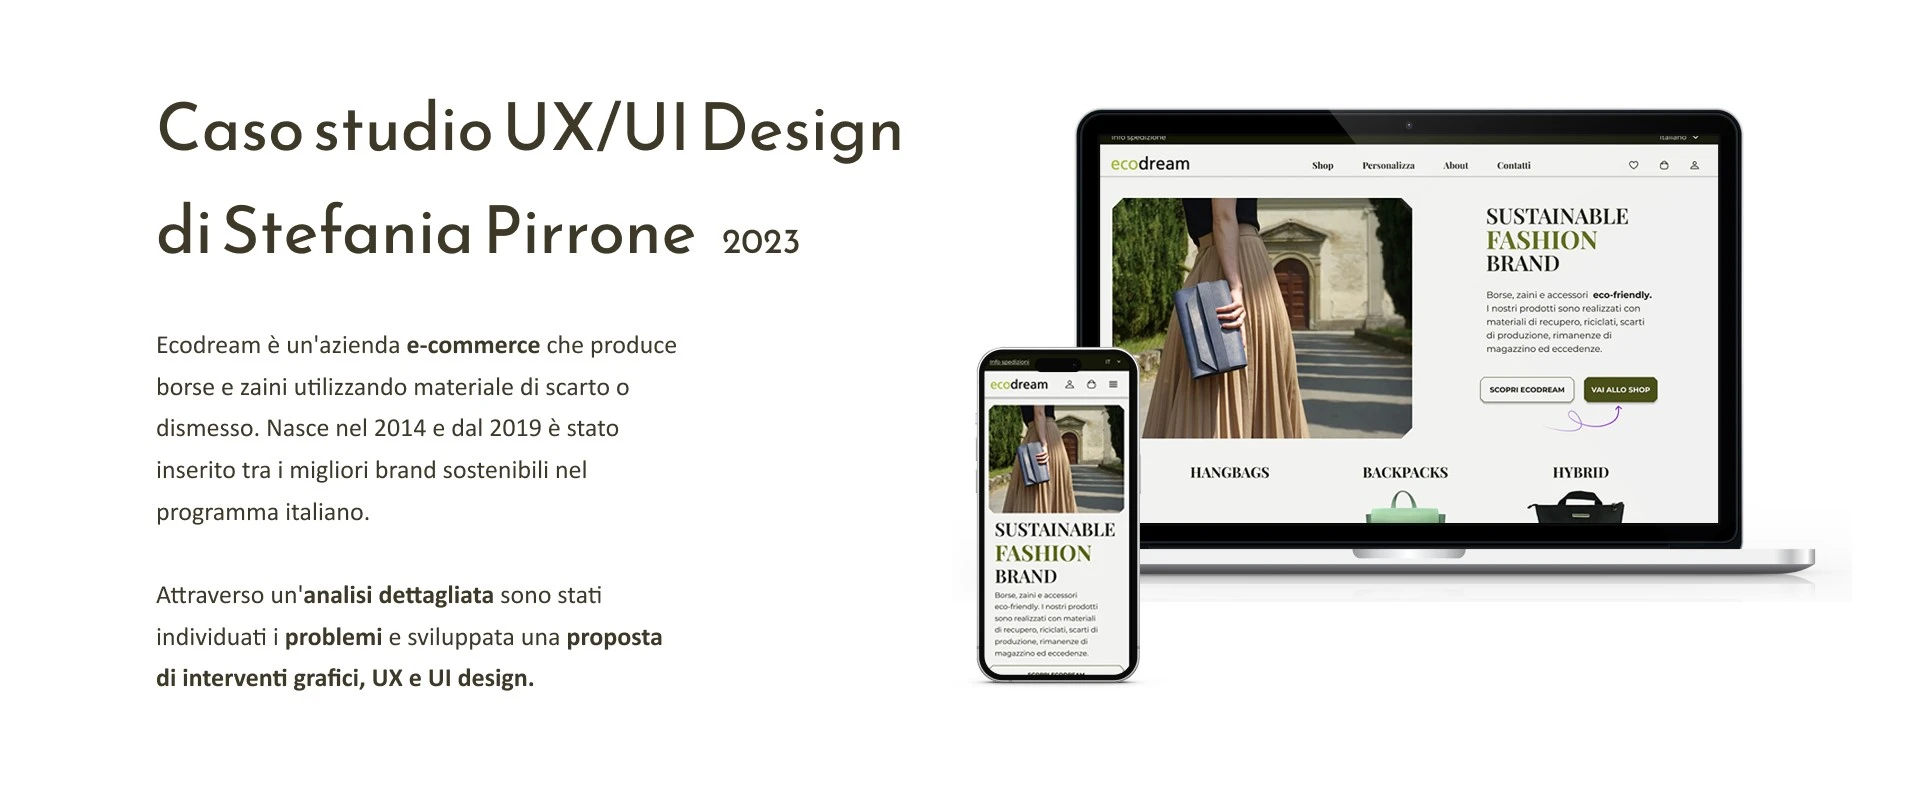 Caso studio UX/UI Design
di Stefania Pirrone 2023
Ecodream è un'azienda e-commerce che produce
borse e zaini utilizzando materiale di scarto o
dismesso. Nasce nel 2014 e dal 2019 è stato
inserito tra i migliori brand sostenibili nel
programma italiano.
Attraverso un'analisi dettagliata sono stati
individuati i problemi e sviluppata una proposta
di interventi grafici, UX e UI design.
Info spedizione Italiano
ecodream Shop Personalizza About Contatti
SUSTAINABLE
FASHION
BRAND
Borse, zaini e accessori eco-friendly.
I nostri prodotti sono realizzati con
materiali di recupero, riciclati, scarti
di produzione, rimanenze di
magazzino ed eccedenze.
SCOPRI ECODREAM VAI ALLO SHOP
HANGBAGS BACKPACKS HYBRID
Info spedizioni IT
ecodream
SUSTAINABLE
FASHION
BRAND
Borse, zaini e accessori
eco-friendly. I nostri prodotti
sono realizzati con materiali
di recupero, riciclati, scarti di
produzione, rimanenze di
magazzino ed eccedenze.
SCOPRI ECODREAM